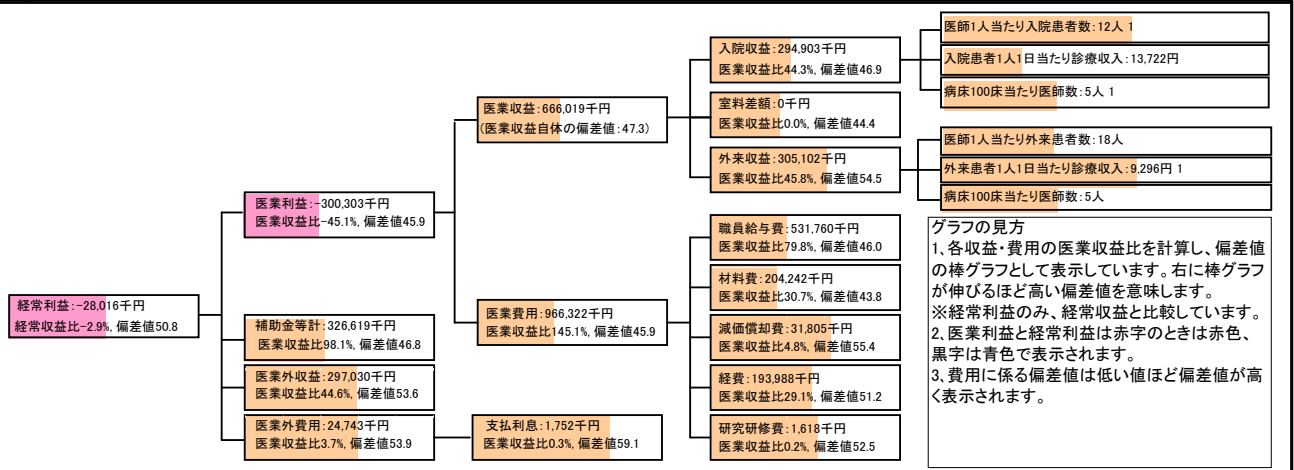 経常利益:-28,016千円
経常収益比-2.9%, 偏差値50.8
医業利益:-300,303千円
医業収益比-45.1%, 偏差値45.9
補助金等計:326,619千円
医業収益比98.1%, 偏差値46.8
医業外収益:297,030千円
医業収益比44.6%, 偏差値53.6
医業外費用:24,743千円
医業収益比3.7%, 偏差値53.9
医業収益:666,019千円
(医業収益自体の偏差値:47.3)
医業費用:966,322千円
医業収益比145.1%, 偏差値45.9
支払利息:1,752千円
医業収益比0.3%, 偏差値59.1
入院収益:294,903千円
医業収益比44.3%, 偏差値46.9
室料差額:0千円
医業収益比0.0%, 偏差値44.4
外来収益:305,102千円
医業収益比45.8%, 偏差値54.5
職員給与費:531,760千円
医業収益比79.8%, 偏差値46.0
材料費:204,242千円
医業収益比30.7%, 偏差値43.8
減価償却費:31,805千円
医業収益比4.8%, 偏差値55.4
経費:193,988千円
医業収益比29.1%, 偏差値51.2
研究研修費:1,618千円
医業収益比0.2%, 偏差値52.5
医師1人当たり入院患者数:12人 1
入院患者1人1日当たり診療収入:13,722円
病床100床当たり医師数:5人 1
医師1人当たり外来患者数:18人
外来患者1人1日当たり診療収入:9,296円 1
病床100床当たり医師数:5人
グラフの見方
1、各収益・費用の医業収益比を計算し、偏差値
の棒グラフとして表示しています。右に棒グラフ
が伸びるほど高い偏差値を意味します。
※経常利益のみ、経常収益と比較しています。
2、医業利益と経常利益は赤字のときは赤色、
黒字は青色で表示されます。
3、費用に係る偏差値は低い値ほど偏差値が高
く表示されます。